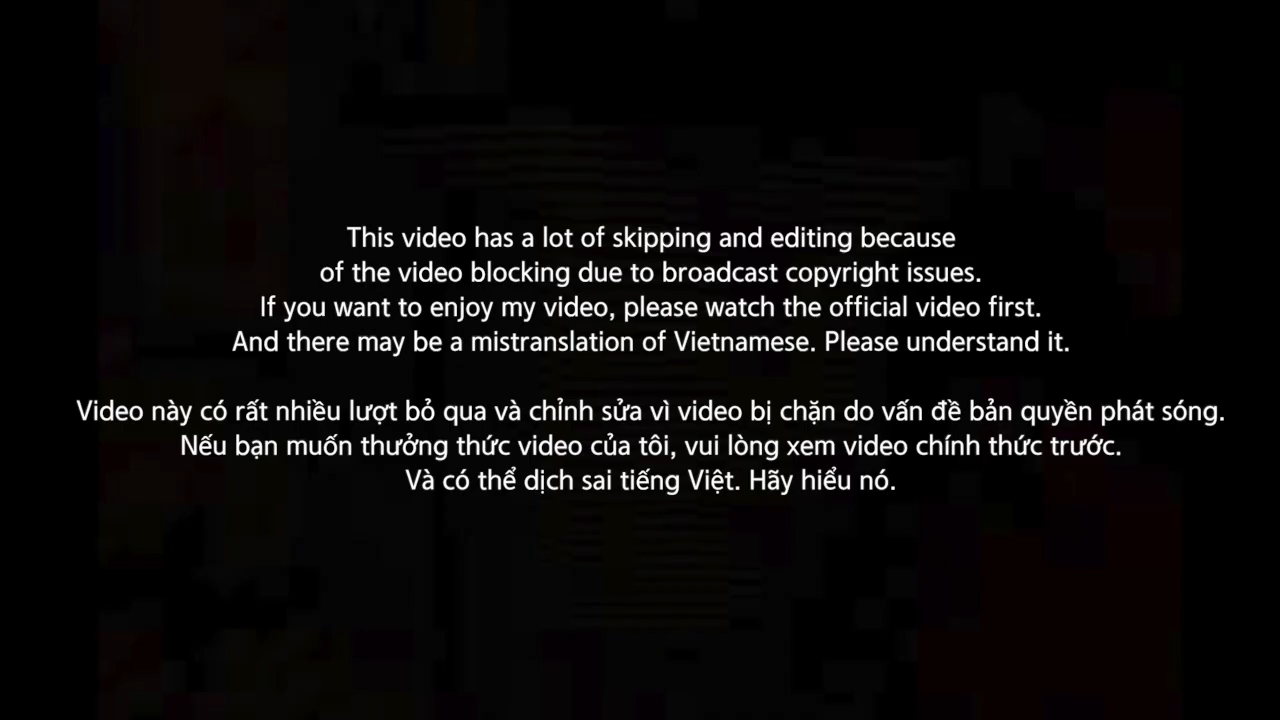 This video has a lot of skipping and editing because
of the video blocking due to broadcast copyright issues.
If you want to enjoy my video, please watch the official video first.
And there may be a mistranslation of Vietnamese. Please understand it.
Video này có rất nhiều lượt bỏ qua và chỉnh sửa vì video bị chặn do vấn đề bản quyền phát sóng.
Nếu bạn muốn thưởng thức video của tôi, vui lòng xem video chính thức trước.
Và có thể dịch sai tiếng Việt. Hãy hiểu nó.